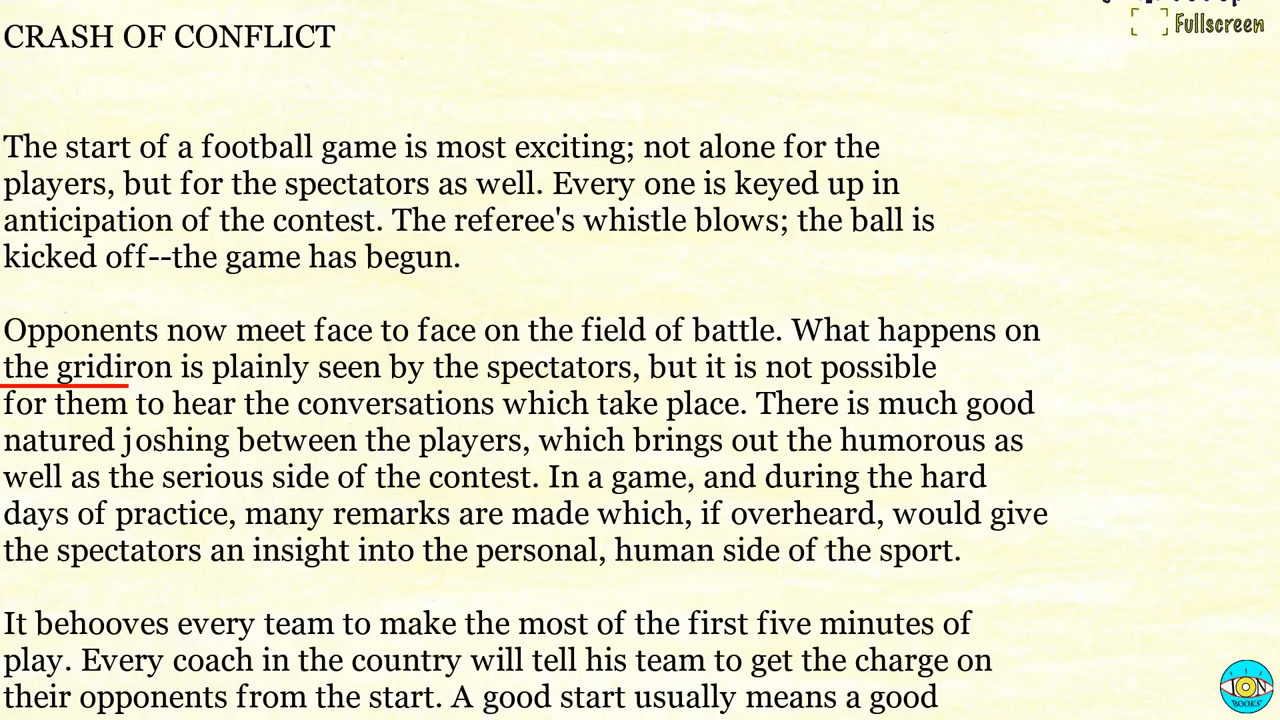 Fullscreen
CRASH OF CONFLICT
The start of a football game is most exciting; not alone for the
players, but for the spectators as well. Every one is keyed up in
anticipation of the contest. The referee's whistle blows; the ball is
kicked off--the game has begun.
Opponents now meet face to face on the field of battle. What happens on
the gridiron is plainly seen by the spectators, but it is not possible
for them to hear the conversations which take place. There is much good
natured joshing between the players, which brings out the humorous as
well as the serious side of the contest. In a game, and during the hard
days of practice, many remarks are made which, if overheard, would give
the spectators an insight into the personal, human side of the sport.
It behooves every team to make the most of the first five minutes of
play. Every coach in the country will tell his team to get the charge on
their opponents from the start. A good start usually means a good
ION
BOOKS